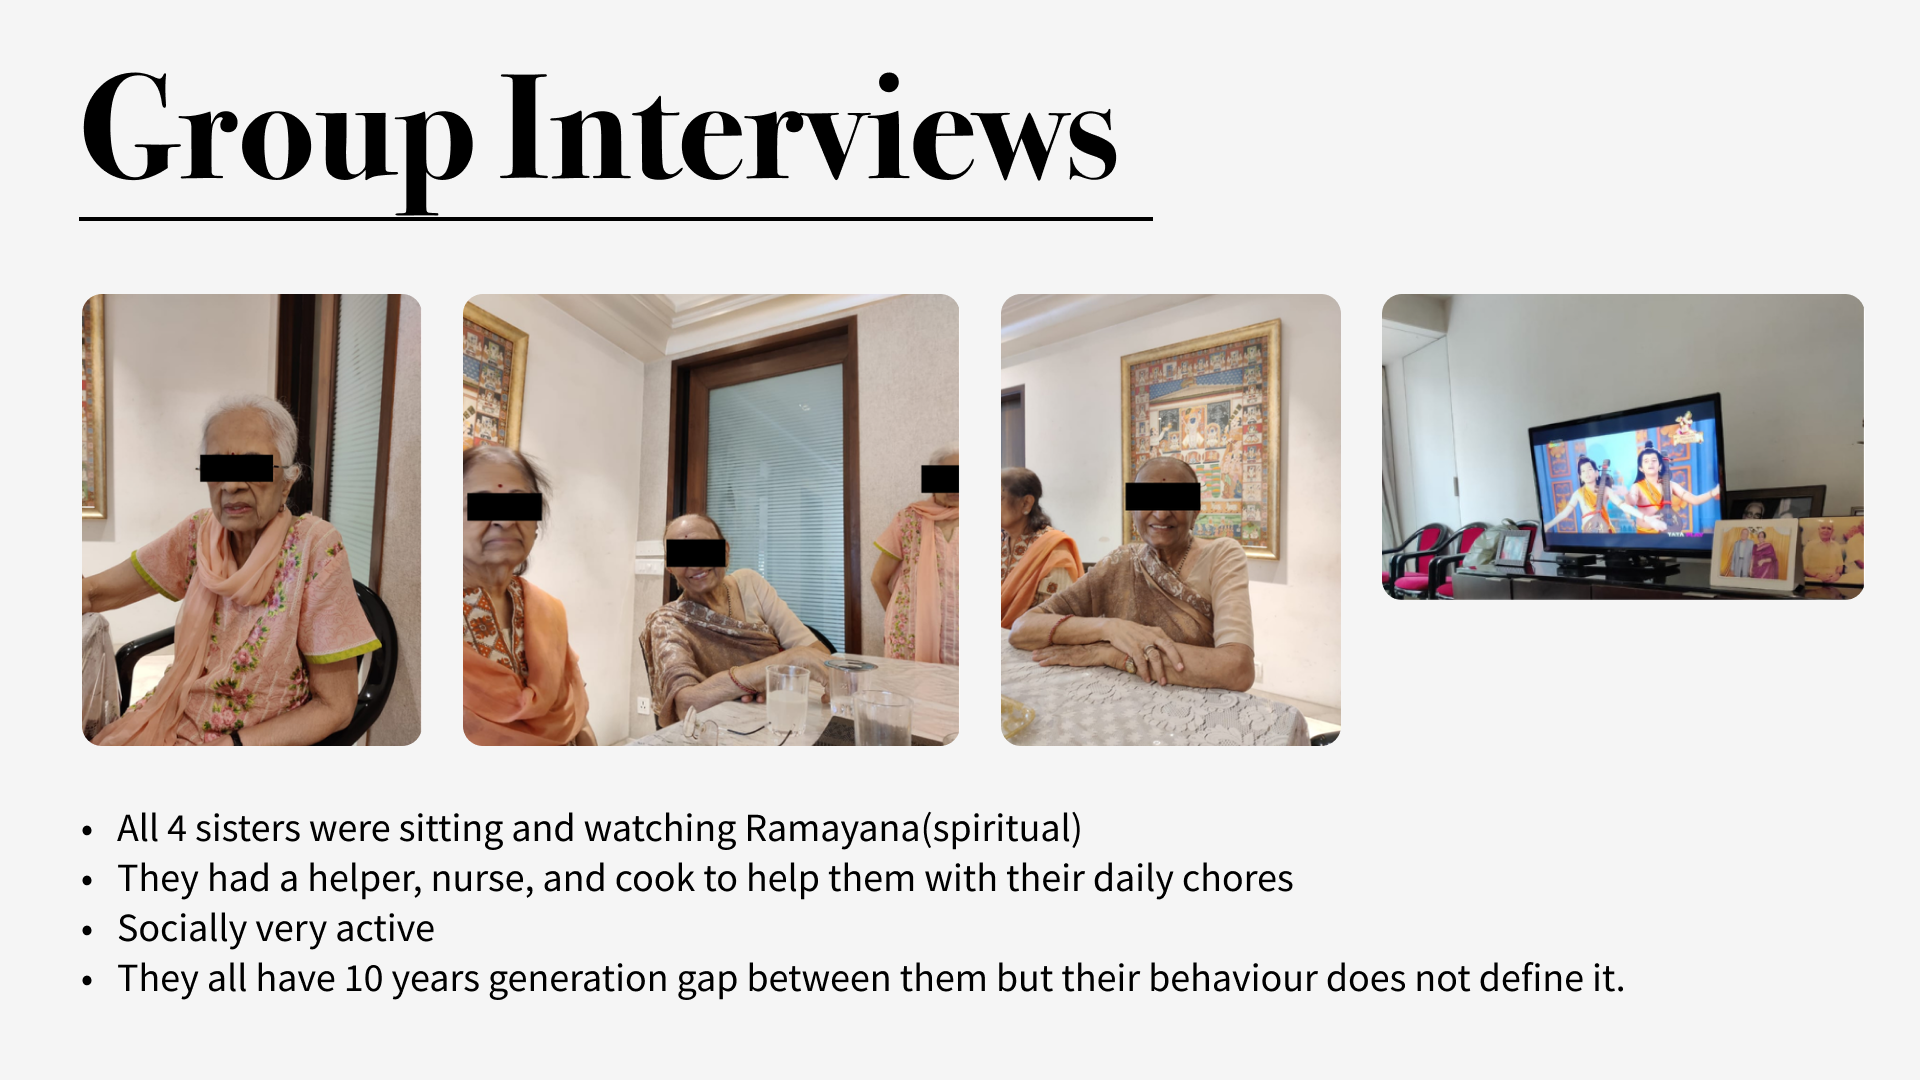 Group Interviews
• All 4 sisters were sitting and watching Ramayana(spiritual)
• They had a helper, nurse, and cook to help them with their daily chores
• Socially very active
• They all have 10 years generation gap between them but their behaviour does not define it.